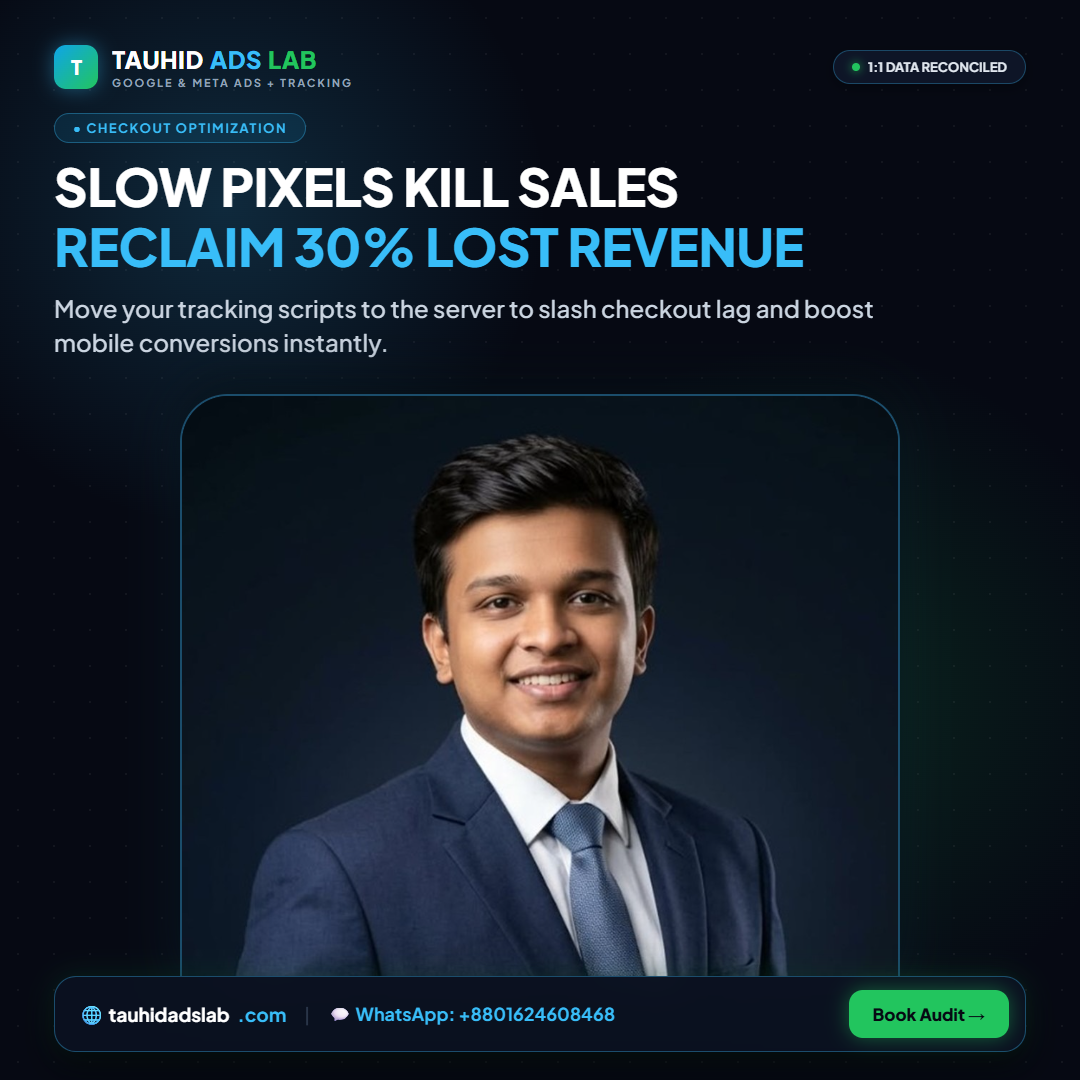 T
TAUHID ADS LAB
GOOGLE & META ADS + TRACKING
1:1 DATA RECONCILED
• CHECKOUT OPTIMIZATION
SLOW PIXELS KILL SALES
RECLAIM 30% LOST REVENUE
Move your tracking scripts to the server to slash checkout lag and boost
mobile conversions instantly.
tauhidadslab .com | WhatsApp: +8801624608468
Book Audit →